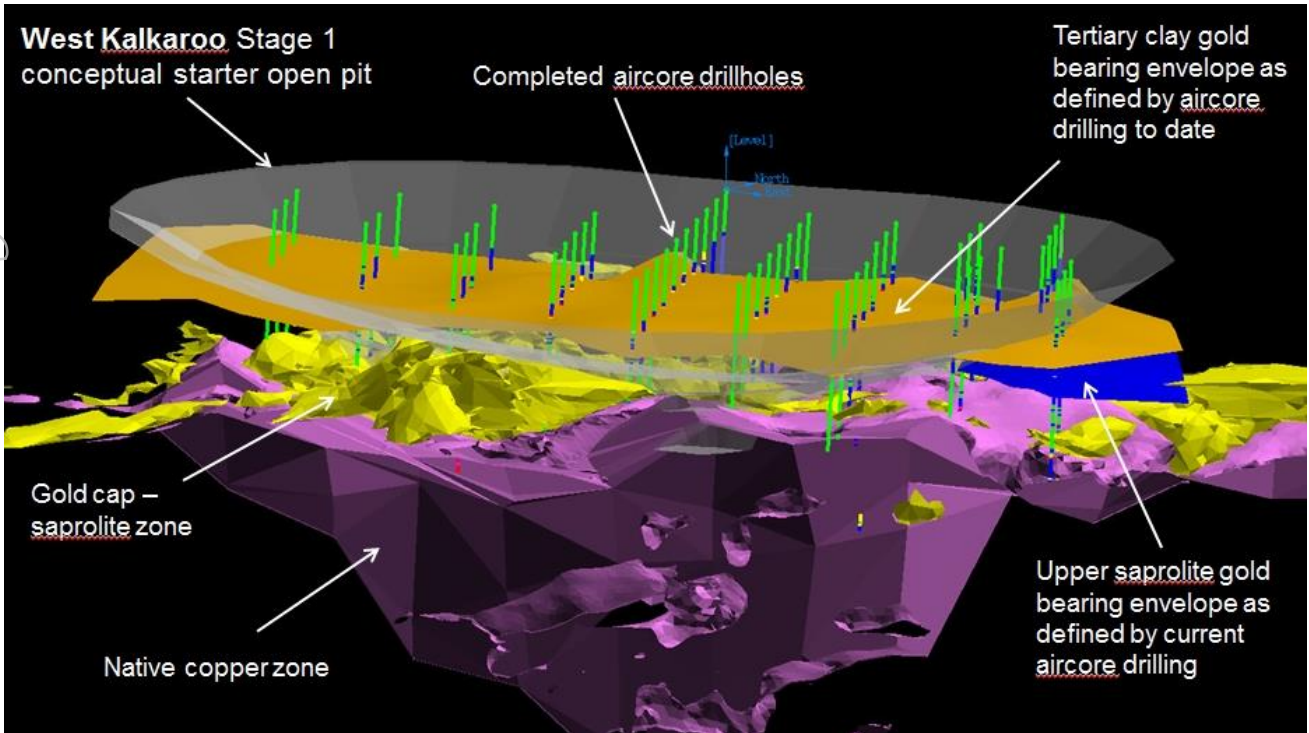 West Kalkaroo Stage 1
conceptual starter open pit
Completed aircore drillholes
Tertiary clay gold
bearing envelope as
defined by aircore
drilling to date
[Level]
North
East
Gold cap –
saprolite zone
Native copper zone
Upper saprolite gold
bearing envelope as
defined by current
aircore drilling